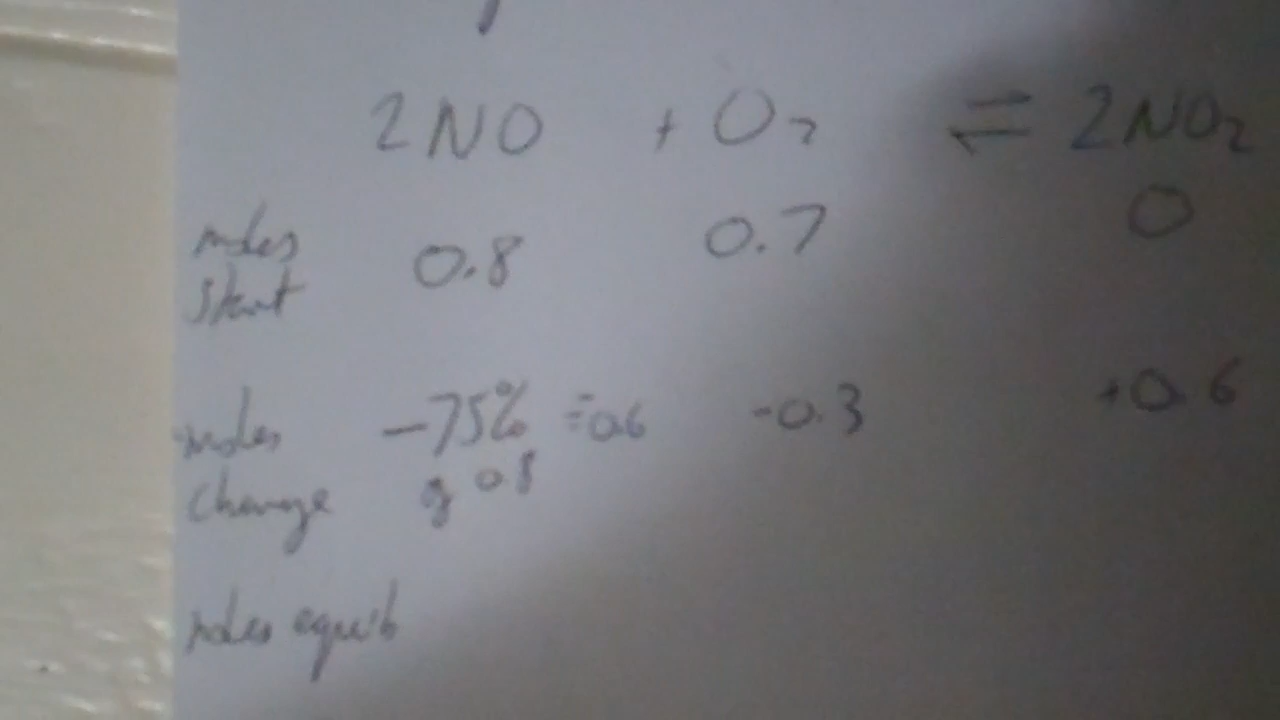 2NO + O2 ⇌ 2NO2
moles start 0.8 0.7 0
moles change -75% of 0.8 = -0.6 -0.3 +0.6
moles equib